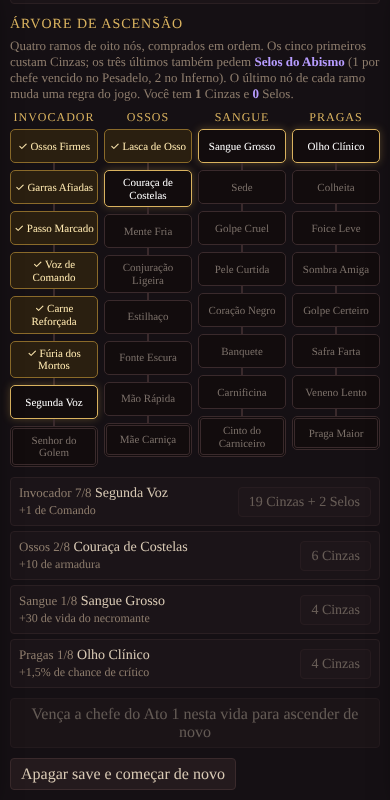 ÁRVORE DE ASCENSÃO
Quatro ramos de oito nós, comprados em ordem. Os cinco primeiros
custam Cinzas; os três últimos também pedem Selos do Abismo (1 por
chefe vencido no Pesadelo, 2 no Inferno). O último nó de cada ramo
muda uma regra do jogo. Você tem 1 Cinzas e 0 Selos.
INVOCADOR OSSOS SANGUE PRAGAS
✓ Ossos Firmes
✓ Garras Afiadas
✓ Passo Marcado
✓ Voz de
Comando
✓ Carne
Reforçada
✓ Fúria dos
Mortos
Segunda Voz
Senhor do
Golem
✓ Lasca de Osso
Couraça de
Costelas
Mente Fria
Conjuração
Ligeira
Estilhaço
Fonte Escura
Mão Rápida
Mãe Carniça
Sangue Grosso
Sede
Golpe Cruel
Pele Curtida
Coração Negro
Banquete
Carnificina
Cinto do
Carniceiro
Olho Clínico
Colheita
Foice Leve
Sombra Amiga
Golpe Certeiro
Safra Farta
Veneno Lento
Praga Maior
Invocador 7/8 Segunda Voz
+1 de Comando
19 Cinzas + 2 Selos
Ossos 2/8 Couraça de Costelas
+10 de armadura
6 Cinzas
Sangue 1/8 Sangue Grosso
+30 de vida do necromante
4 Cinzas
Pragas 1/8 Olho Clínico
+1,5% de chance de crítico
4 Cinzas
Vença a chefe do Ato 1 nesta vida para ascender de
novo
Apagar save e começar de novo